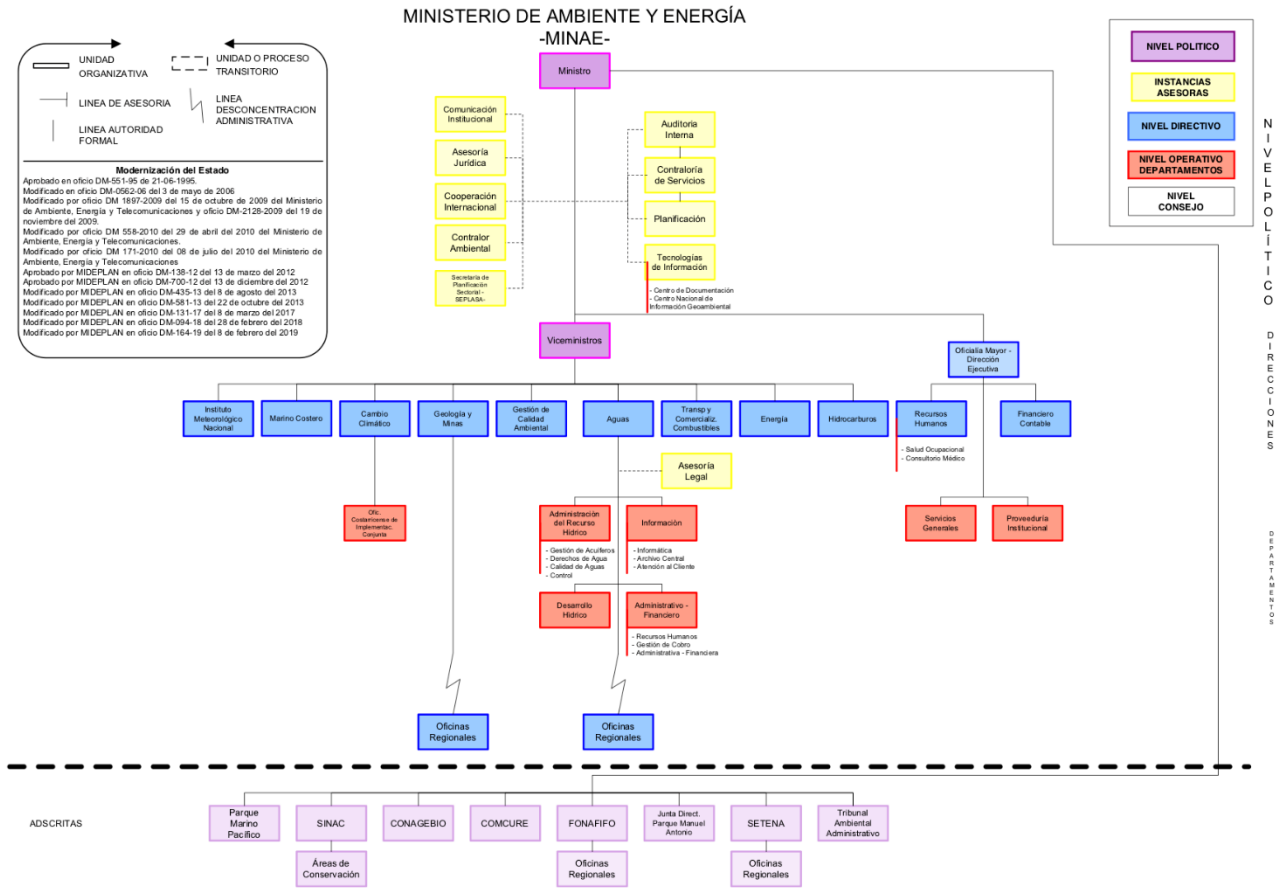 MINISTERIO DE AMBIENTE Y ENERGÍA
-MINAE-
UNIDAD
ORGANIZATIVA
UNIDAD O PROCESO
TRANSITORIO
LINEA DE ASESORIA
LINEA
DESCONCENTRACION
ADMINISTRATIVA
LINEA AUTORIDAD
FORMAL
Modernización del Estado
Aprobado en oficio DM-551-95 de 21-06-1995.
Modificado en oficio DM-0562-06 del 3 de mayo de 2006
Modificado por oficio DM 1897-2009 del 15 de octubre de 2009 del Ministerio
de Ambiente, Energía y Telecomunicaciones y oficio DM-2128-2009 del 19 de
noviembre del 2009.
Modificado por oficio DM 558-2010 del 29 de abril del 2010 del Ministerio de
Ambiente, Energía y Telecomunicaciones.
Modificado por oficio DM 171-2010 del 08 de julio del 2010 del Ministerio de
Ambiente, Energía y Telecomunicaciones
Aprobado por MIDEPLAN en oficio DM-138-12 del 13 de marzo del 2012
Aprobado por MIDEPLAN en oficio DM-700-12 del 13 de diciembre del 2012
Modificado por MIDEPLAN en oficio DM-435-13 del 8 de agosto del 2013
Modificado por MIDEPLAN en oficio DM-581-13 del 22 de octubre del 2013
Modificado por MIDEPLAN en oficio DM-131-17 del 8 de marzo del 2017
Modificado por MIDEPLAN en oficio DM-094-18 del 28 de febrero del 2018
Modificado por MIDEPLAN en oficio DM-164-19 del 8 de febrero del 2019
NIVEL POLITICO
INSTANCIAS
ASESORAS
NIVEL DIRECTIVO
NIVEL OPERATIVO
DEPARTAMENTOS
NIVEL
CONSEJO
NIVEL POLÍTICO
DIRECCIONES
DEPARTAMENTOS
Ministro
Comunicación
Institucional
Asesoría
Jurídica
Cooperación
Internacional
Contralor
Ambiental
Secretaría de
Planificación
Sectorial -
SEPLASA-
Auditoria
Interna
Contraloría
de Servicios
Planificación
Tecnologías
de Información
- Centro de Documentación
- Centro Nacional de
Información Geoambiental
Viceministros
Oficialia Mayor -
Dirección
Ejecutiva
Instituto
Meteorológico
Nacional
Marino Costero
Cambio
Climático
Geología y
Minas
Gestión de
Calidad
Ambiental
Aguas
Transp y
Comercializ.
Combustibles
Energía
Hidrocarburos
Recursos
Humanos
Financiero
Contable
- Salud Ocupacional
- Consultorio Médico
Asesoría
Legal
Ofic.
Costarricense de
Implementac.
Conjunta
Administración
del Recurso
Hídrico
- Gestión de Acuíferos
- Derechos de Agua
- Calidad de Aguas
- Control
Información
- Informática
- Archivo Central
- Atención al Cliente
Servicios
Generales
Proveeduría
Institucional
Desarrollo
Hídrico
Administrativo -
Financiero
- Recursos Humanos
- Gestión de Cobro
- Administrativa - Financiera
Oficinas
Regionales
Oficinas
Regionales
ADSCRITAS
Parque
Marino
Pacífico
SINAC
CONAGEBIO
COMCURE
FONAFIFO
Junta Direct.
Parque Manuel
Antonio
SETENA
Tribunal
Ambiental
Administrativo
Áreas de
Conservación
Oficinas
Regionales
Oficinas
Regionales